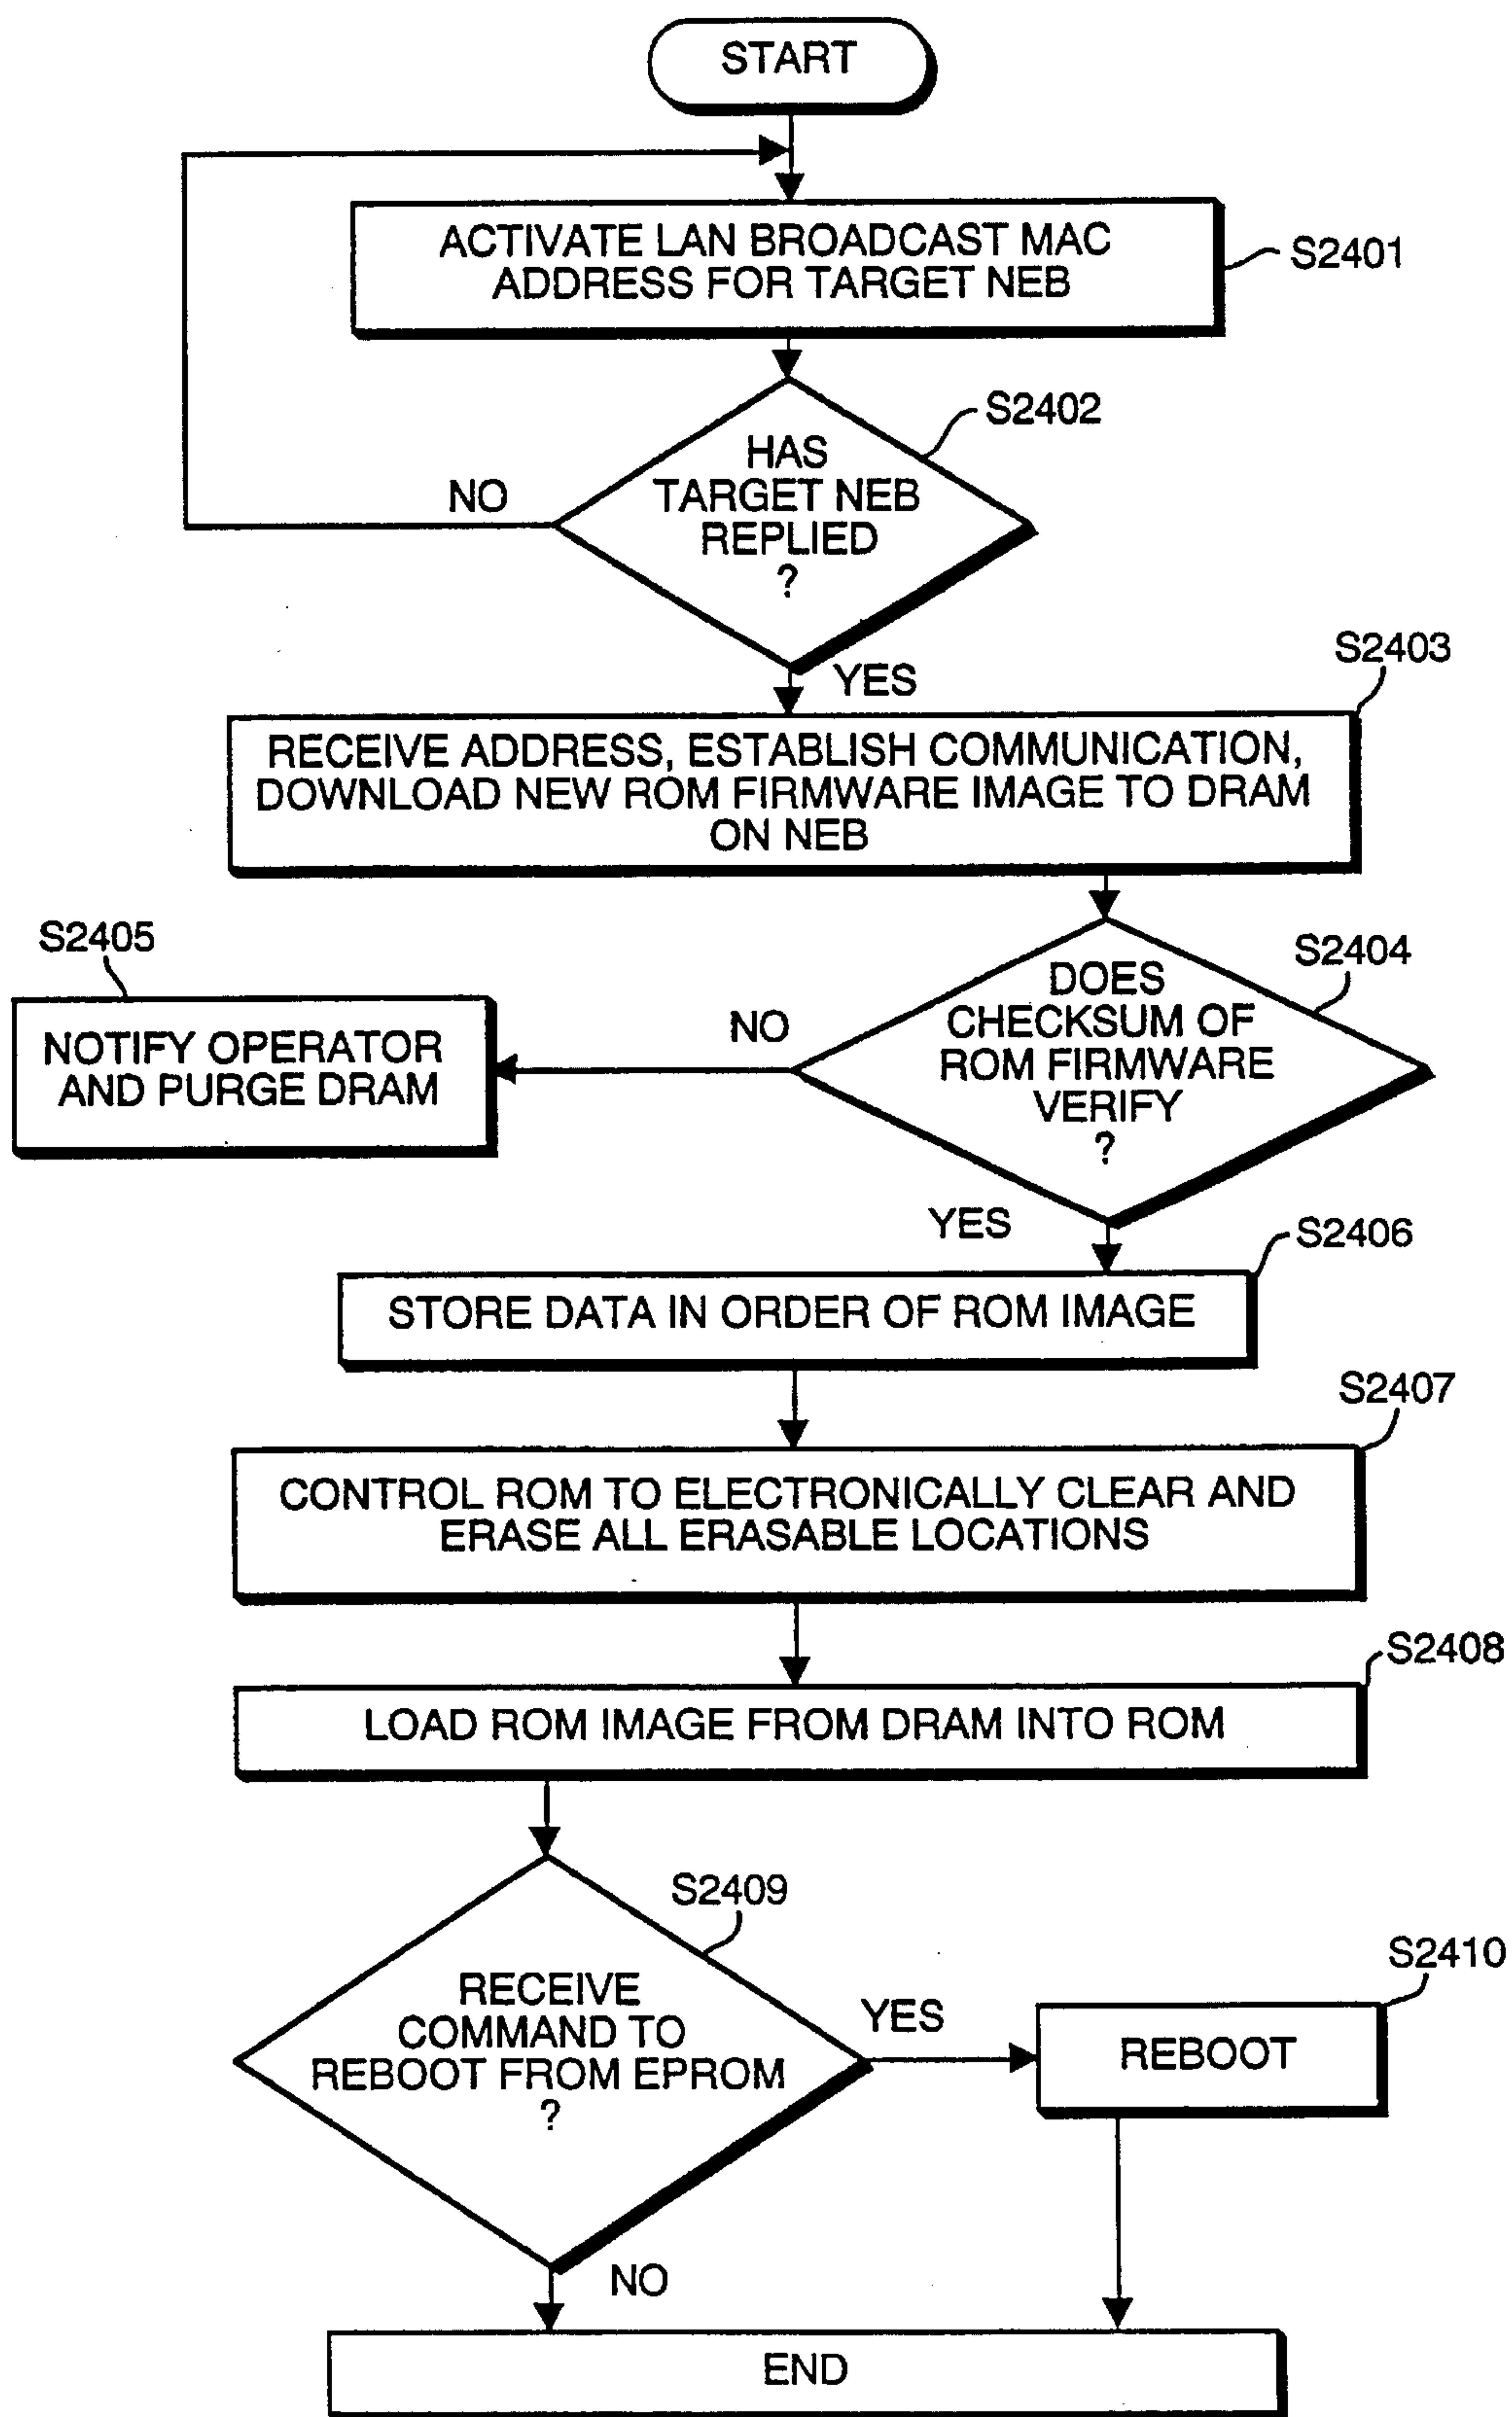 START
ACTIVATE LAN BROADCAST MAC
ADDRESS FOR TARGET NEB
S2401
S2402
HAS
TARGET NEB
REPLIED
?
NO
YES
S2403
RECEIVE ADDRESS, ESTABLISH COMMUNICATION,
DOWNLOAD NEW ROM FIRMWARE IMAGE TO DRAM
ON NEB
S2405
NOTIFY OPERATOR
AND PURGE DRAM
NO
S2404
DOES
CHECKSUM OF
ROM FIRMWARE
VERIFY
?
YES
S2406
STORE DATA IN ORDER OF ROM IMAGE
S2407
CONTROL ROM TO ELECTRONICALLY CLEAR AND
ERASE ALL ERASABLE LOCATIONS
S2408
LOAD ROM IMAGE FROM DRAM INTO ROM
S2409
RECEIVE
COMMAND TO
REBOOT FROM EPROM
?
YES
S2410
REBOOT
NO
END